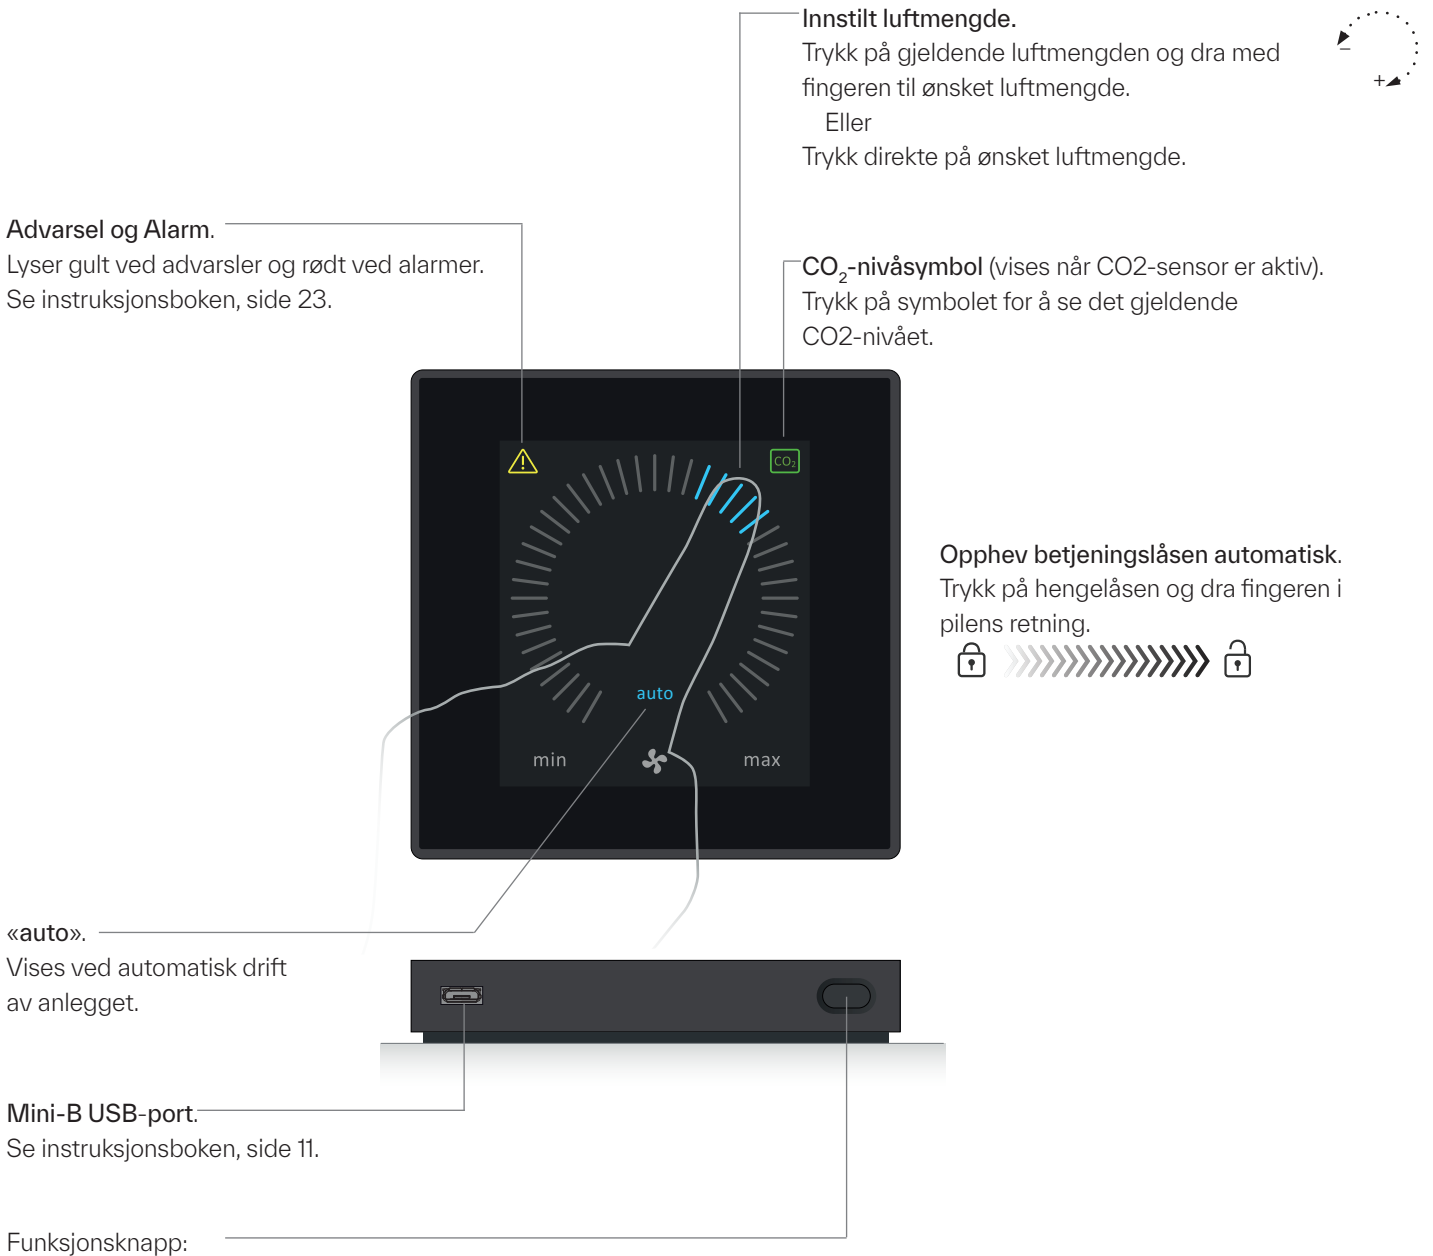 Innstilt luftmengde.
Trykk på gjeldende luftmengden og dra med
fingeren til ønsket luftmengde.
Eller
Trykk direkte på ønsket luftmengde.
−
+
Advarsel og Alarm.
Lyser gult ved advarsler og rødt ved alarmer.
Se instruksjonsboken, side 23.
CO₂-nivåsymbol (vises når CO2-sensor er aktiv).
Trykk på symbolet for å se det gjeldende
CO2-nivået.
CO₂
auto
min
max
Opphev betjeningslåsen automatisk.
Trykk på hengelåsen og dra fingeren i
pilens retning.
«auto».
Vises ved automatisk drift
av anlegget.
Mini-B USB-port.
Se instruksjonsboken, side 11.
Funksjonsknapp: